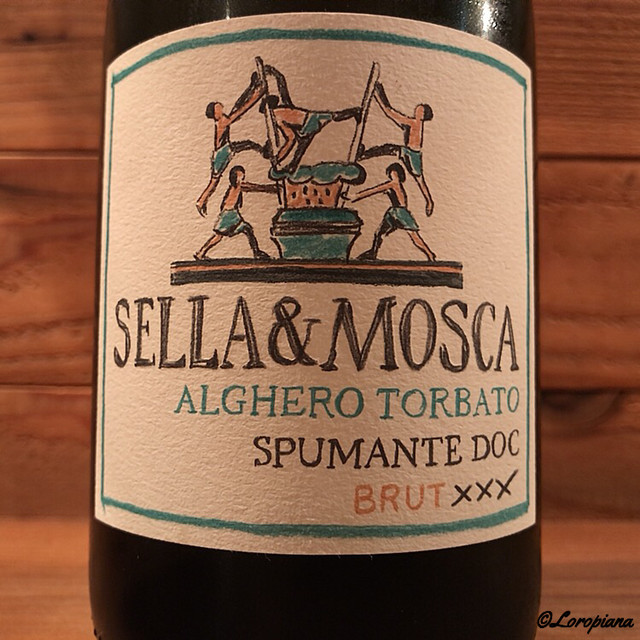 SELLA&MOSCA
ALGHERO TORBATO
SPUMANTE DOC
BRUT XXX
©Loropiana